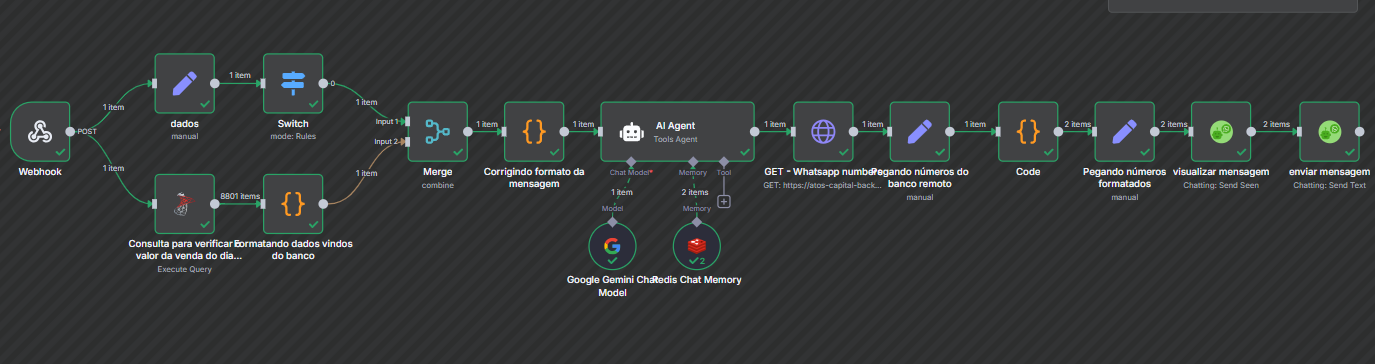 Webhook
POST
1 item
1 item
dados
manual
1 item
Switch
mode: Rules
0
1 item
Consulta para verificar o
valor da venda do dia...
Execute Query
8801 items
Formatando dados vindos
do banco
1 item
Input 1
Input 2
Merge
combine
1 item
Corrigindo formato da
mensagem
1 item
AI Agent
Tools Agent
Chat Model*
Memory
Tool
1 item
2 items
Model
Memory
Google Gemini Chat
Model
2
Redis Chat Memory
1 item
GET - Whatsapp number
GET: https://atos-capital-back...
1 item
Pegando números do
banco remoto
manual
1 item
Code
2 items
Pegando números
formatados
manual
2 items
visualizar mensagem
Chatting: Send Seen
2 items
enviar mensagem
Chatting: Send Text